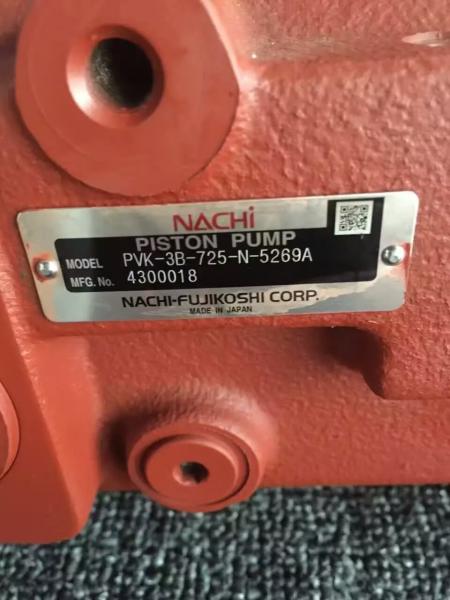 NACHi
PISTON PUMP
MODEL PVK-3B-725-N-5269A
MFG. No. 4300018
NACHI-FUJIKOSHI CORP.
MADE IN JAPAN